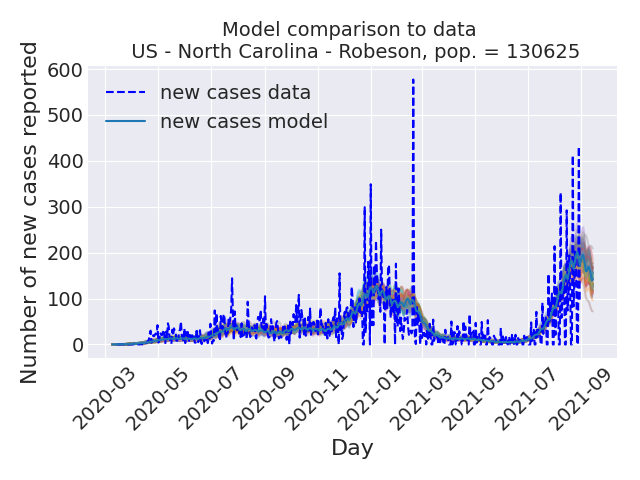 Model comparison to data
US - North Carolina - Robeson, pop. = 130625
Number of new cases reported
600
500
400
300
200
100
0
new cases data
new cases model
2020-03
2020-05
2020-07
2020-09
2020-11
2021-01
2021-03
2021-05
2021-07
2021-09
Day